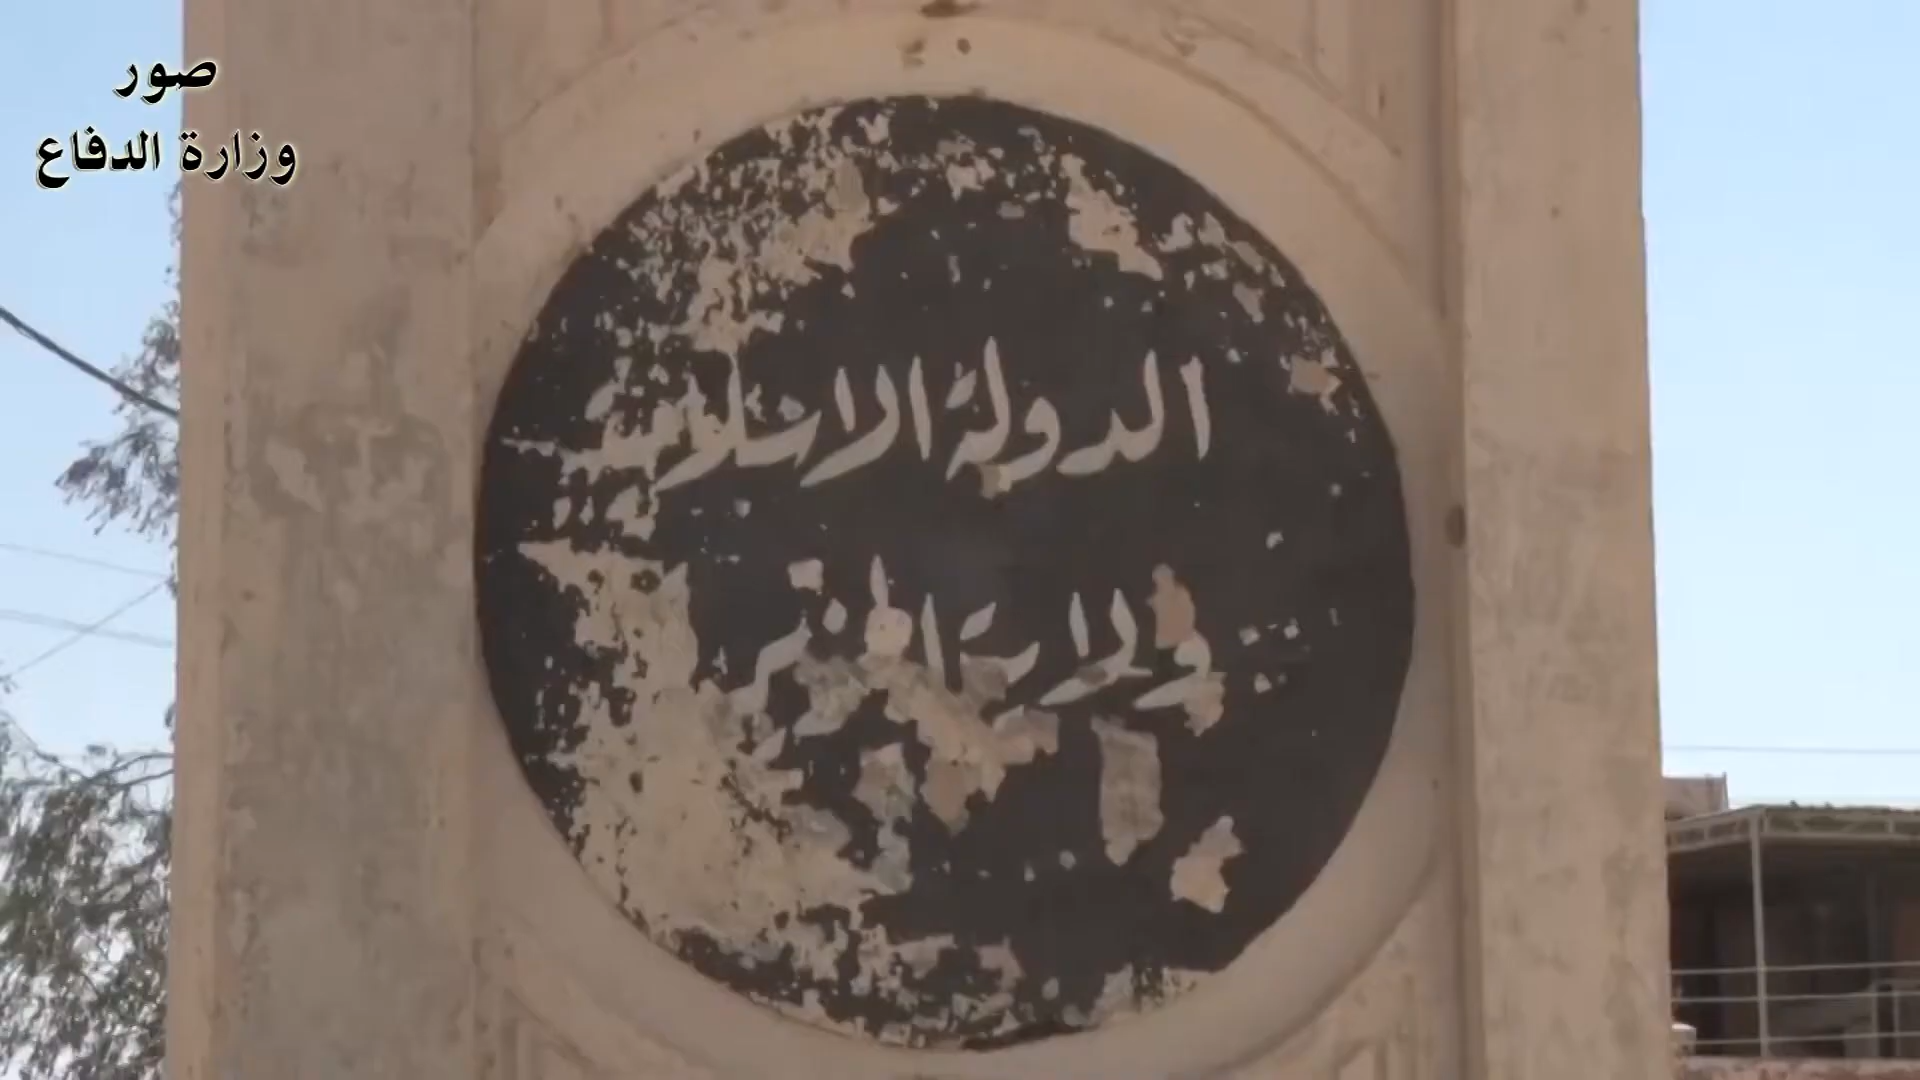 صور
وزارة الدفاع
الدولة الاسلامية